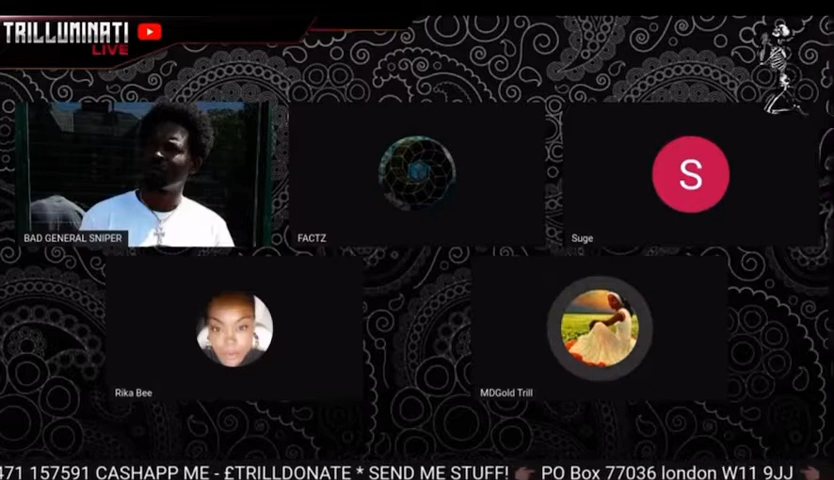 TRILLUMINATI
LIVE
BAD GENERAL SNIPER
FACTZ
S
Suge
Rika Bee
MDGold Trill
471 157591 CASHAPP ME - £TRILLDONATE * SEND ME STUFF! PO Box 77036 london W11 9JJ